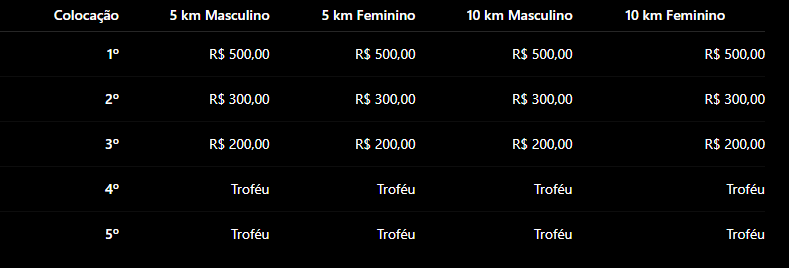 Colocação 5 km Masculino 5 km Feminino 10 km Masculino 10 km Feminino
1º R$ 500,00 R$ 500,00 R$ 500,00 R$ 500,00
2º R$ 300,00 R$ 300,00 R$ 300,00 R$ 300,00
3º R$ 200,00 R$ 200,00 R$ 200,00 R$ 200,00
4º Troféu Troféu Troféu Troféu
5º Troféu Troféu Troféu Troféu